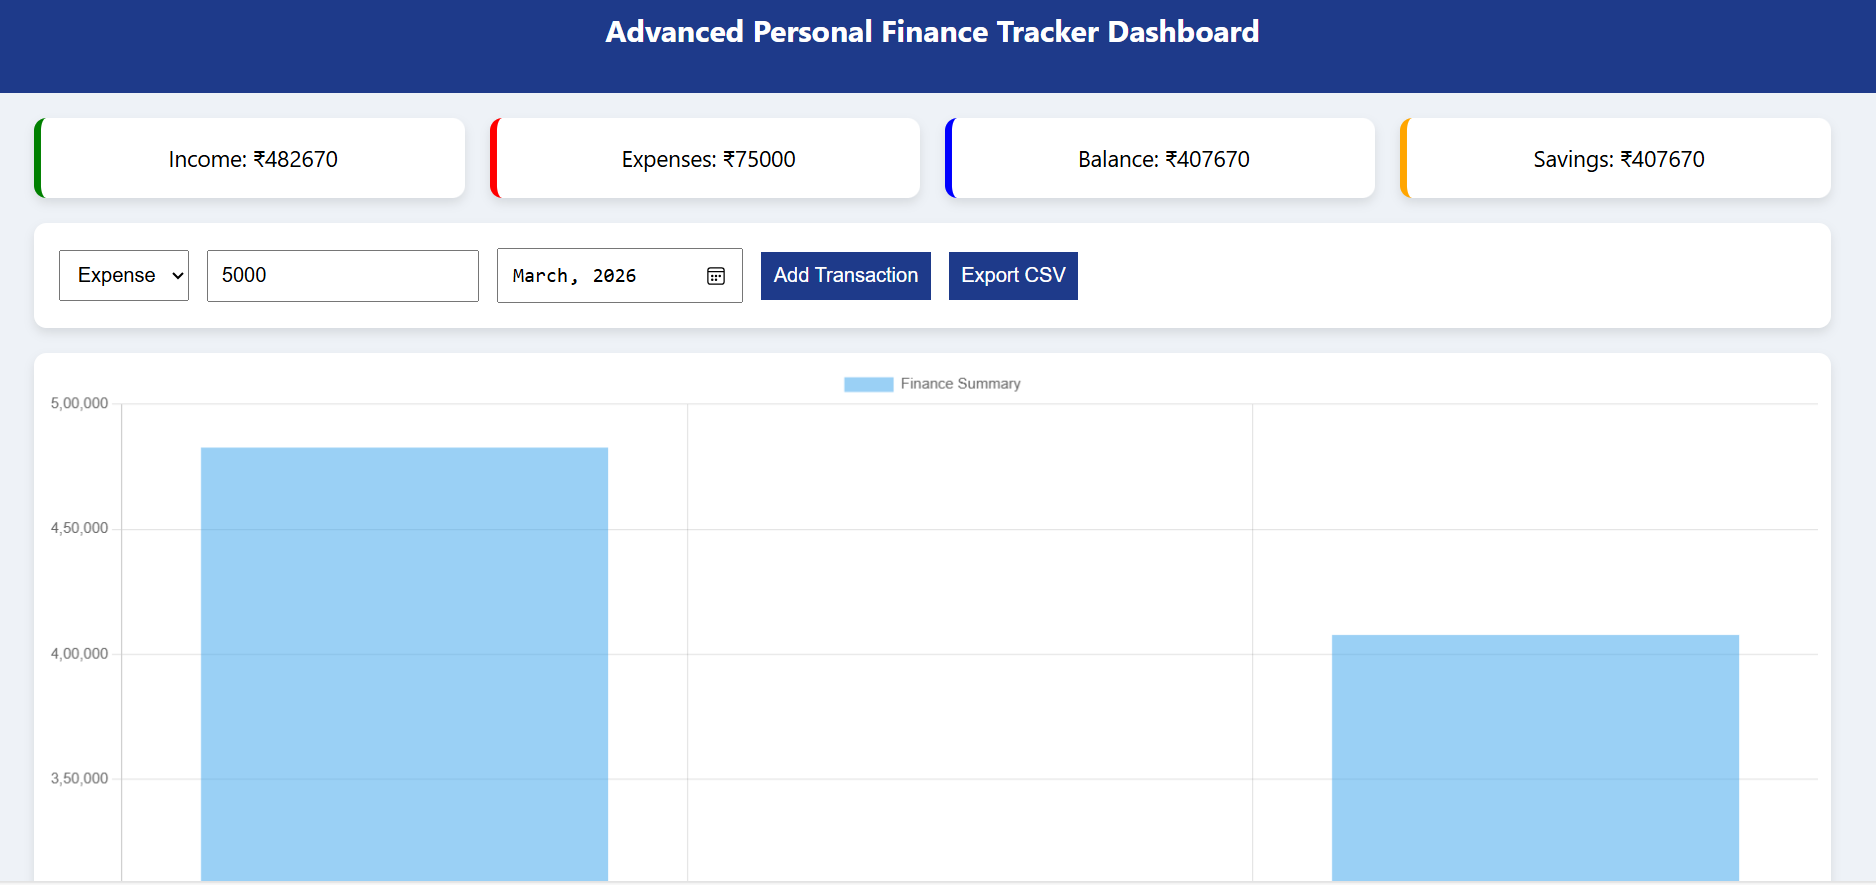 Advanced Personal Finance Tracker Dashboard
Income: ₹482670
Expenses: ₹75000
Balance: ₹407670
Savings: ₹407670
Expense
5000
March, 2026
Add Transaction
Export CSV
Finance Summary
5,00,000
4,50,000
4,00,000
3,50,000